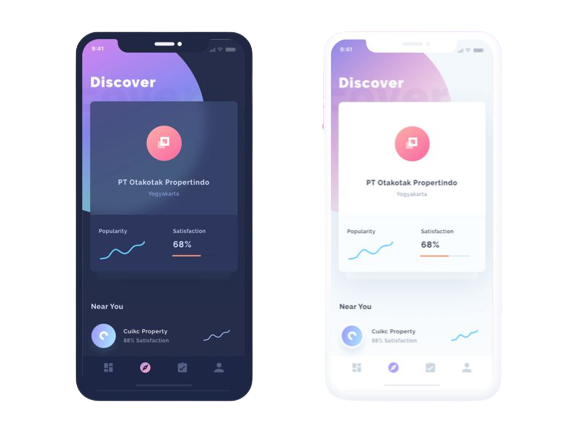 9:41
Discover
PT Otakotak Propertindo
Yogyakarta
Popularity
Satisfaction
68%
Near You
Cuikc Property
88% Satisfaction
9:41
Discover
PT Otakotak Propertindo
Yogyakarta
Popularity
Satisfaction
68%
Near You
Cuikc Property
88% Satisfaction